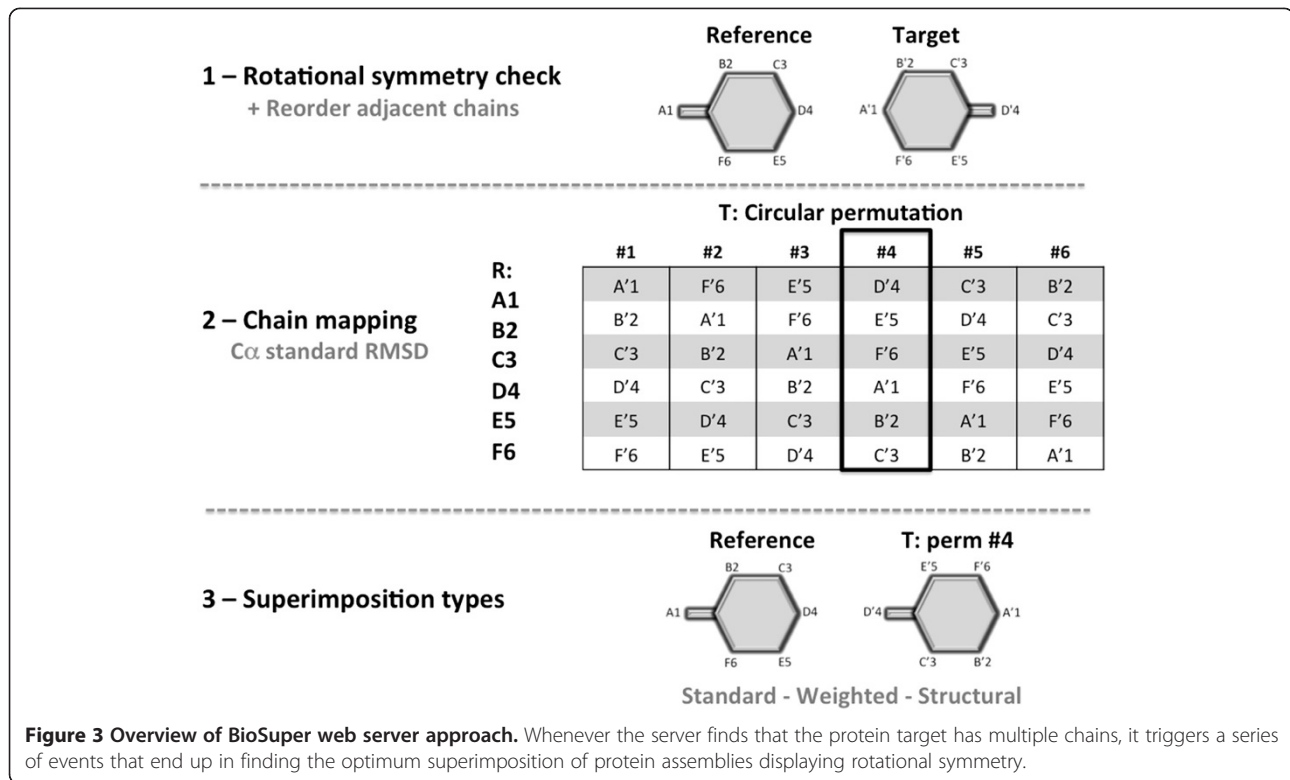 Reference Target
1 – Rotational symmetry check
+ Reorder adjacent chains
B2 C3 B'2 C'3
A1 D4 A'1 D'4
F6 E5 F'6 E'5
T: Circular permutation
#1 #2 #3 #4 #5 #6
R:
A1 A'1 F'6 E'5 D'4 C'3 B'2
B2 B'2 A'1 F'6 E'5 D'4 C'3
C3 C'3 B'2 A'1 F'6 E'5 D'4
D4 D'4 C'3 B'2 A'1 F'6 E'5
E5 E'5 D'4 C'3 B'2 A'1 F'6
F6 F'6 E'5 D'4 C'3 B'2 A'1
2 – Chain mapping
Cα standard RMSD
Reference T: perm #4
B2 C3 E'5 F'6
3 – Superimposition types
A1 D4 D'4 A'1
F6 E5 C'3 B'2
Standard - Weighted - Structural
Figure 3 Overview of BioSuper web server approach. Whenever the server finds that the protein target has multiple chains, it triggers a series
of events that end up in finding the optimum superimposition of protein assemblies displaying rotational symmetry.